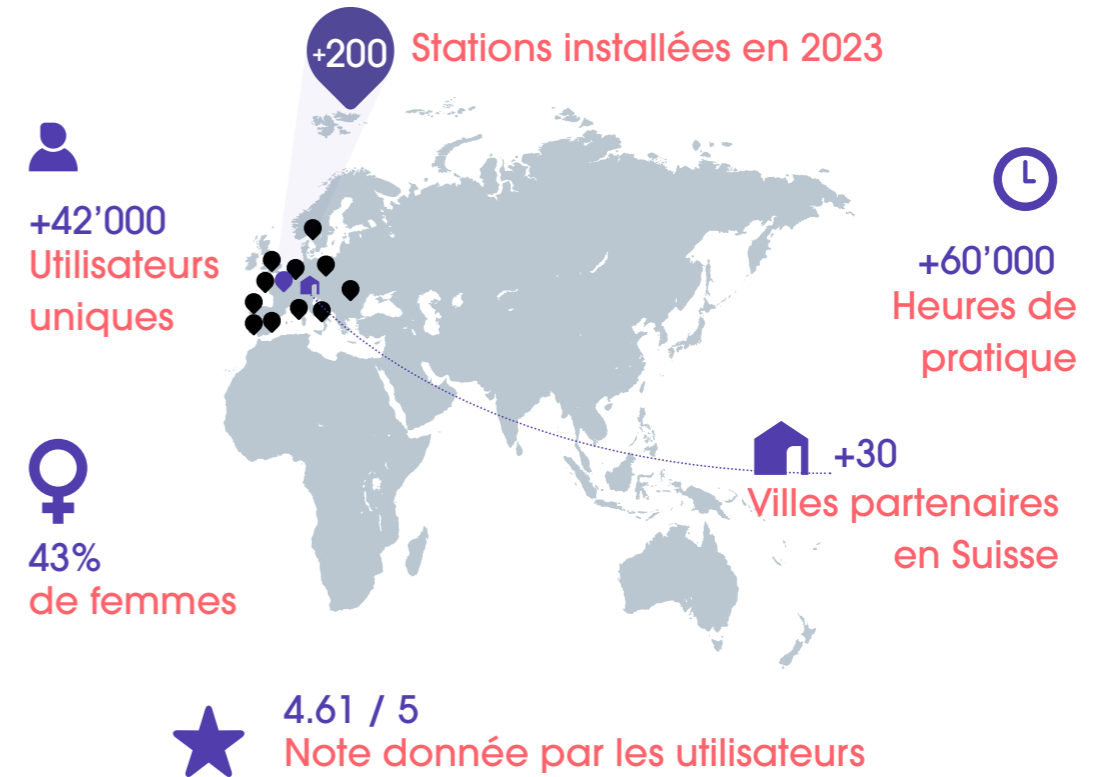 +200
Stations installées en 2023
+42’000
Utilisateurs
uniques
+60’000
Heures de
pratique
43%
de femmes
+30
Villes partenaires
en Suisse
4.61 / 5
Note donnée par les utilisateurs